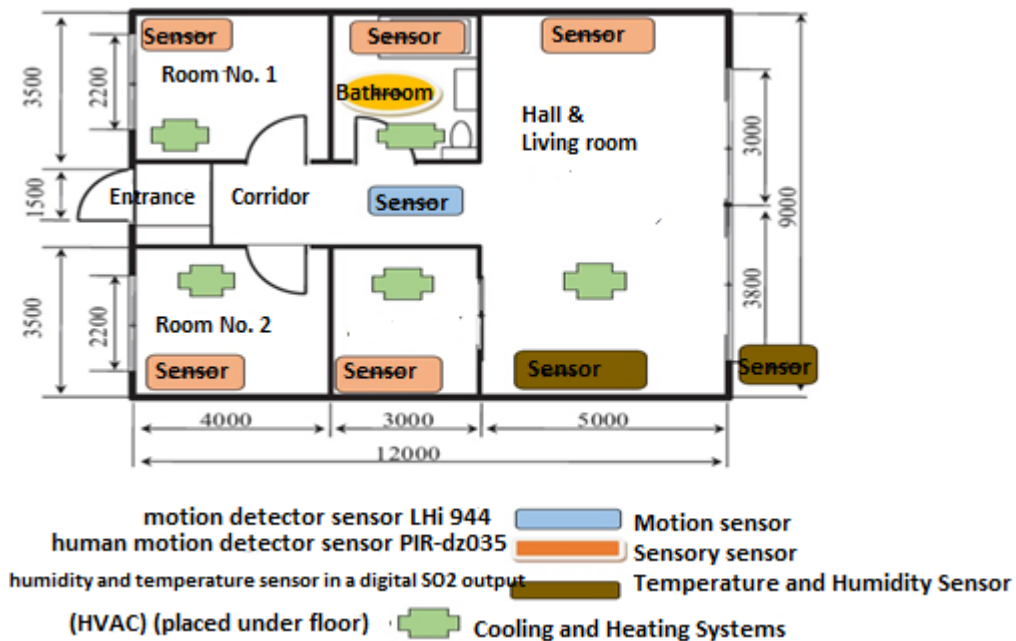 Sensor
Sensor
Sensor
Room No. 1
Bathroom
Hall &
Living room
3500
2200
3000
9000
1500
Entrance
Corridor
Sensor
3500
2200
3800
Room No. 2
Sensor
Sensor
Sensor
Sensor
4000
3000
5000
12000
motion detector sensor LHi 944
Motion sensor
human motion detector sensor PIR-dz035
Sensory sensor
humidity and temperature sensor in a digital SO2 output
Temperature and Humidity Sensor
(HVAC) (placed under floor)
Cooling and Heating Systems